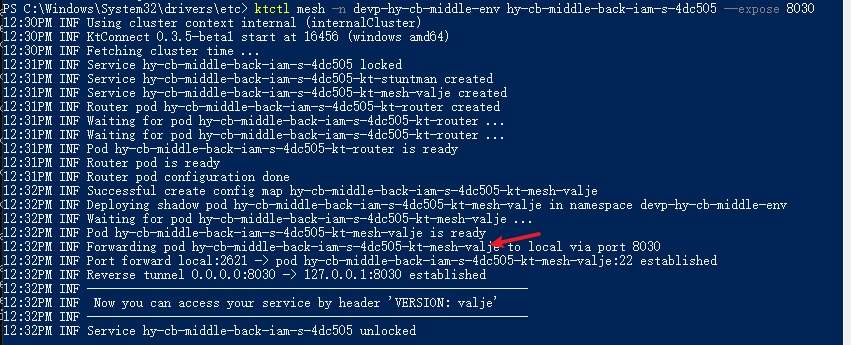 PS C:\Windows\System32\drivers\etc> ktctl mesh -n devp-hy-cb-middle-env hy-cb-middle-back-iam-s-4dc505 --expose 8030
12:30PM INF Using cluster context internal (internalCluster)
12:30PM INF KtConnect 0.3.5-beta1 start at 16456 (windows amd64)
12:30PM INF Fetching cluster time ...
12:31PM INF Service hy-cb-middle-back-iam-s-4dc505 locked
12:31PM INF Service hy-cb-middle-back-iam-s-4dc505-kt-stuntman created
12:31PM INF Service hy-cb-middle-back-iam-s-4dc505-kt-mesh-valje created
12:31PM INF Router pod hy-cb-middle-back-iam-s-4dc505-kt-router created
12:31PM INF Waiting for pod hy-cb-middle-back-iam-s-4dc505-kt-router ...
12:31PM INF Waiting for pod hy-cb-middle-back-iam-s-4dc505-kt-router ...
12:31PM INF Pod hy-cb-middle-back-iam-s-4dc505-kt-router is ready
12:31PM INF Router pod is ready
12:32PM INF Router pod configuration done
12:32PM INF Successful create config map hy-cb-middle-back-iam-s-4dc505-kt-mesh-valje
12:32PM INF Deploying shadow pod hy-cb-middle-back-iam-s-4dc505-kt-mesh-valje in namespace devp-hy-cb-middle-env
12:32PM INF Waiting for pod hy-cb-middle-back-iam-s-4dc505-kt-mesh-valje ...
12:32PM INF Pod hy-cb-middle-back-iam-s-4dc505-kt-mesh-valje is ready
12:32PM INF Forwarding pod hy-cb-middle-back-iam-s-4dc505-kt-mesh-valje to local via port 8030
12:32PM INF Port forward local:2621 -> pod hy-cb-middle-back-iam-s-4dc505-kt-mesh-valje:22 established
12:32PM INF Reverse tunnel 0.0.0.0:8030 -> 127.0.0.1:8030 established
12:32PM INF ---------------------------------------------------------------
12:32PM INF  Now you can access your service by header 'VERSION: valje'
12:32PM INF ---------------------------------------------------------------
12:32PM INF Service hy-cb-middle-back-iam-s-4dc505 unlocked